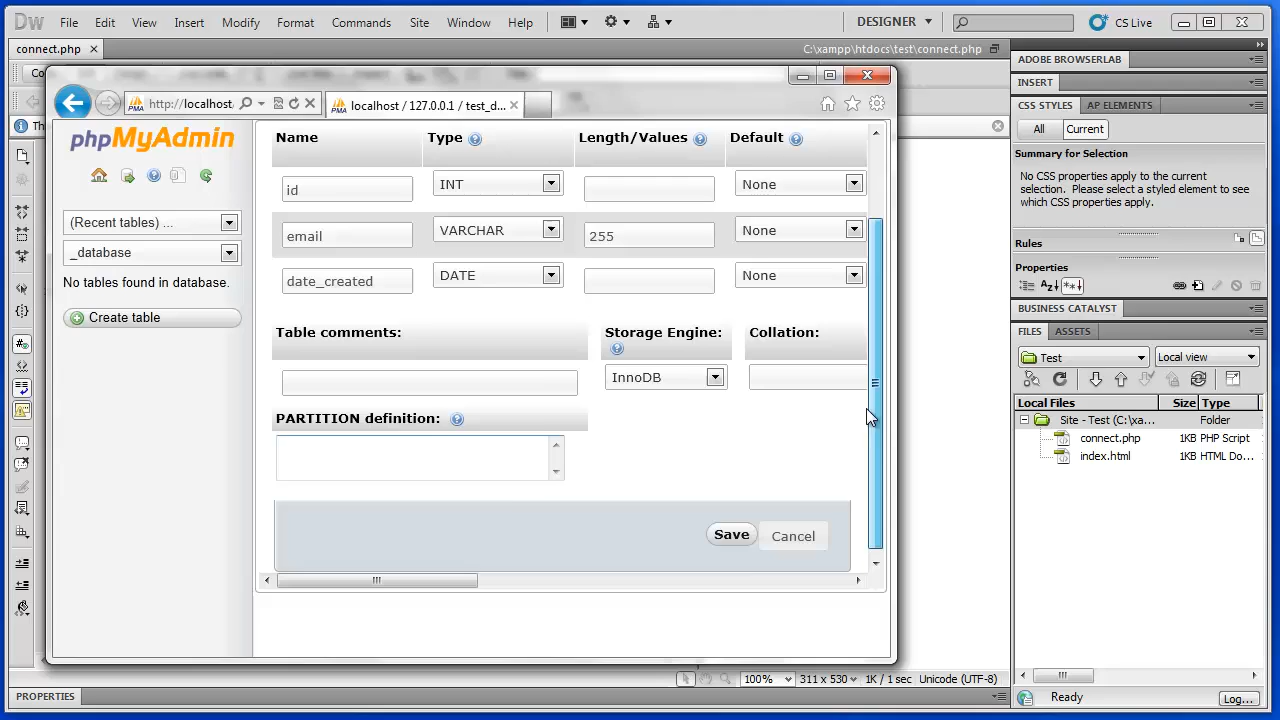 Dw File Edit View Insert Modify Format Commands Site Window Help DESIGNER CS Live
connect.php C:\xampp\htdocs\test\connect.php
http://localhost localhost / 127.0.0.1 / test_d...
phpMyAdmin
(Recent tables) ...
_database
No tables found in database.
Create table
Name Type Length/Values Default
id INT None
email VARCHAR 255 None
date_created DATE None
Table comments: Storage Engine: Collation:
InnoDB
PARTITION definition:
Save Cancel
100% 311 x 530 1K / 1 sec Unicode (UTF-8)
PROPERTIES
ADOBE BROWSERLAB
INSERT
CSS STYLES AP ELEMENTS
All Current
Summary for Selection
No CSS properties apply to the current
selection. Please select a styled element to see
which CSS properties apply.
Rules
Properties
BUSINESS CATALYST
FILES ASSETS
Test Local view
Local Files Size Type
Site - Test (C:\xa... Folder
connect.php 1KB PHP Script
index.html 1KB HTML Do...
Ready Log...